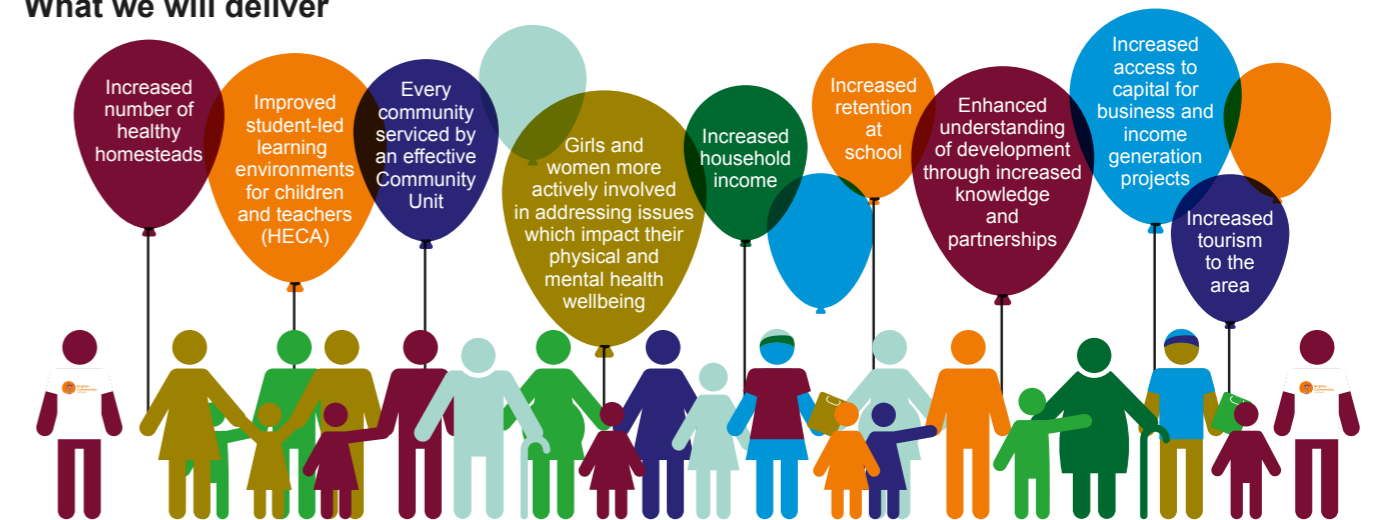 What we will deliver
Increased
number of
healthy
homesteads
Improved
student-led
learning
environments
for children
and teachers
(HECA)
Every
community
serviced by
an effective
Community
Unit
Girls and
women more
actively involved
in addressing issues
which impact their
physical and
mental health
wellbeing
Increased
household
income
Increased
retention
at
school
Enhanced
understanding
of development
through increased
knowledge
and
partnerships
Increased
access to
capital for
business and
income
generation
projects
Increased
tourism
to the
area